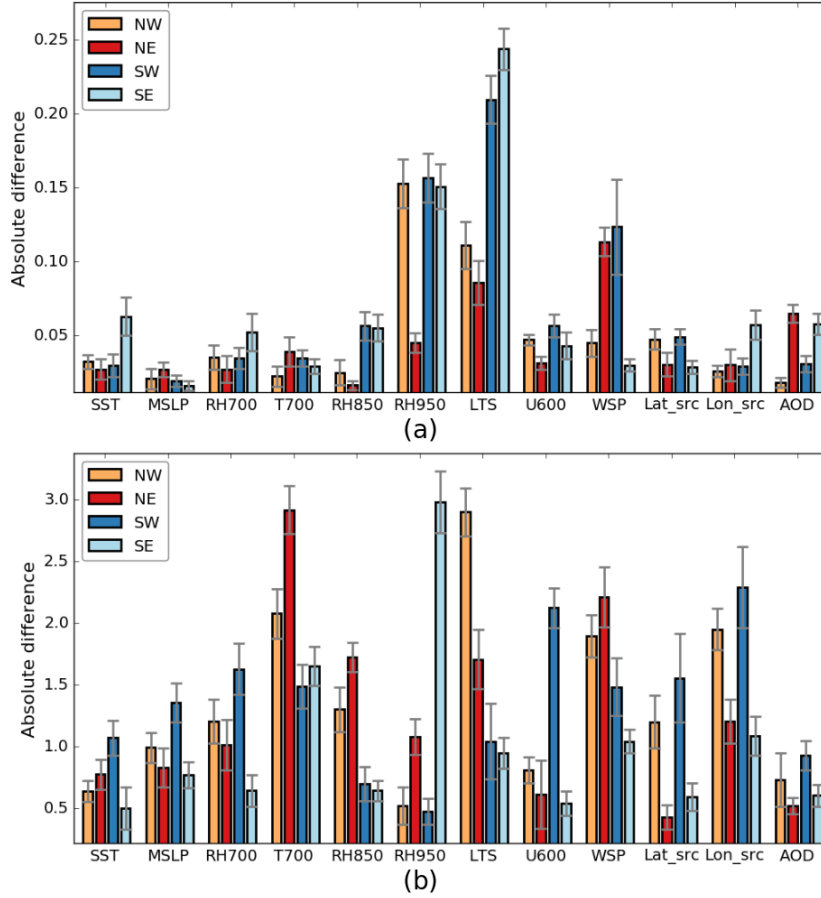 0.25
0.20
0.15
0.10
0.05
Absolute difference
NW
NE
SW
SE
SST MSLP RH700 T700 RH850 RH950 LTS U600 WSP Lat_src Lon_src AOD
(a)
3.0
2.5
2.0
1.5
1.0
0.5
Absolute difference
NW
NE
SW
SE
SST MSLP RH700 T700 RH850 RH950 LTS U600 WSP Lat_src Lon_src AOD
(b)